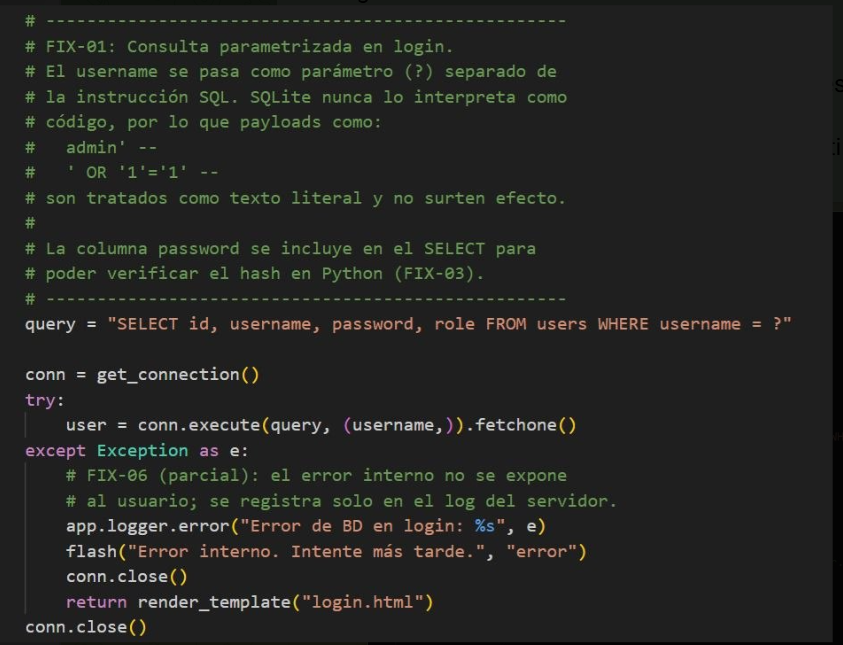 # ---------------------------------------------------
# FIX-01: Consulta parametrizada en login.
# El username se pasa como parámetro (?) separado de
# la instrucción SQL. SQLite nunca lo interpreta como
# código, por lo que payloads como:
#   admin' --
#   ' OR '1'='1' --
# son tratados como texto literal y no surten efecto.
#
# La columna password se incluye en el SELECT para
# poder verificar el hash en Python (FIX-03).
# ---------------------------------------------------
query = "SELECT id, username, password, role FROM users WHERE username = ?"

conn = get_connection()
try:
    user = conn.execute(query, (username,)).fetchone()
except Exception as e:
    # FIX-06 (parcial): el error interno no se expone
    # al usuario; se registra solo en el log del servidor.
    app.logger.error("Error de BD en login: %s", e)
    flash("Error interno. Intente más tarde.", "error")
    conn.close()
    return render_template("login.html")
conn.close()